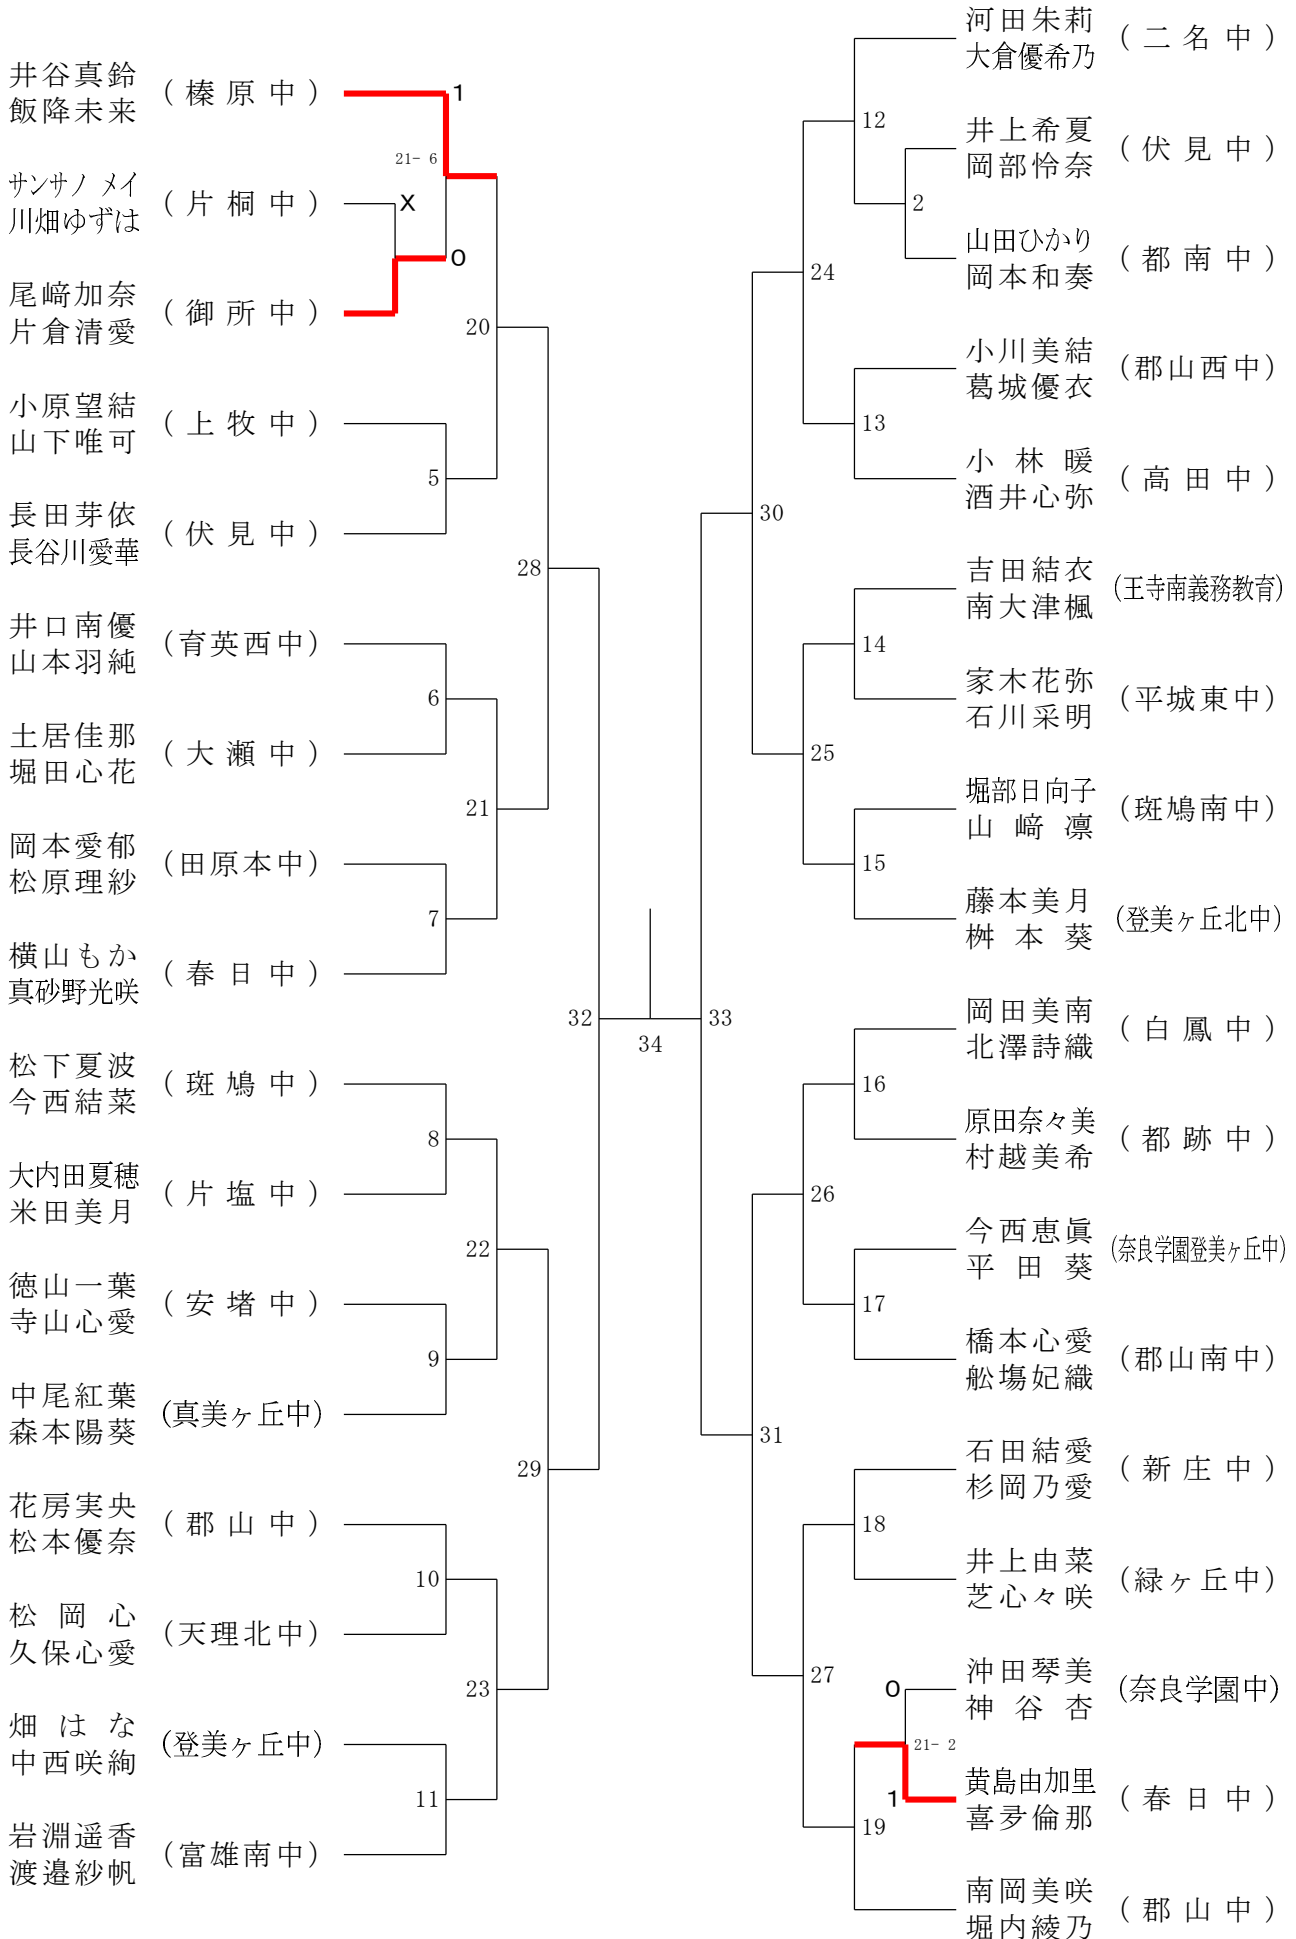 井谷真鈴
飯降未来
(榛原中)
1
21- 6
サンサノ メイ
川畑ゆずは
(片桐中)
X
0
尾﨑加奈
片倉清愛
(御所中)
20
小原望結
山下唯可
(上牧中)
5
長田芽依
長谷川愛華
(伏見中)
28
井口南優
山本羽純
(育英西中)
6
土居佳那
堀田心花
(大瀬中)
21
岡本愛郁
松原理紗
(田原本中)
7
横山もか
真砂野光咲
(春日中)
32
34
33
松下夏波
今西結菜
(斑鳩中)
8
大内田夏穂
米田美月
(片塩中)
22
徳山一葉
寺山心愛
(安堵中)
9
中尾紅葉
森本陽葵
(真美ヶ丘中)
29
花房実央
松本優奈
(郡山中)
10
松岡心
久保心愛
(天理北中)
23
畑はな
中西咲絢
(登美ヶ丘中)
11
岩淵遥香
渡邉紗帆
(富雄南中)
河田朱莉
大倉優希乃
(二名中)
12
井上希夏
岡部怜奈
(伏見中)
2
山田ひかり
岡本和奏
(都南中)
24
小川美結
葛城優衣
(郡山西中)
13
小林暖
酒井心弥
(高田中)
30
吉田結衣
南大津楓
(王寺南義務教育)
14
家木花弥
石川采明
(平城東中)
25
堀部日向子
山﨑凛
(斑鳩南中)
15
藤本美月
桝本葵
(登美ヶ丘北中)
岡田美南
北澤詩織
(白鳳中)
16
原田奈々美
村越美希
(都跡中)
26
今西恵眞
平田葵
(奈良学園登美ヶ丘中)
17
橋本心愛
舩塲妃織
(郡山南中)
31
石田結愛
杉岡乃愛
(新庄中)
18
井上由菜
芝心々咲
(緑ヶ丘中)
27
0
沖田琴美
神谷杏
(奈良学園中)
21- 2
黄島由加里
喜夛倫那
(春日中)
1
19
南岡美咲
堀内綾乃
(郡山中)